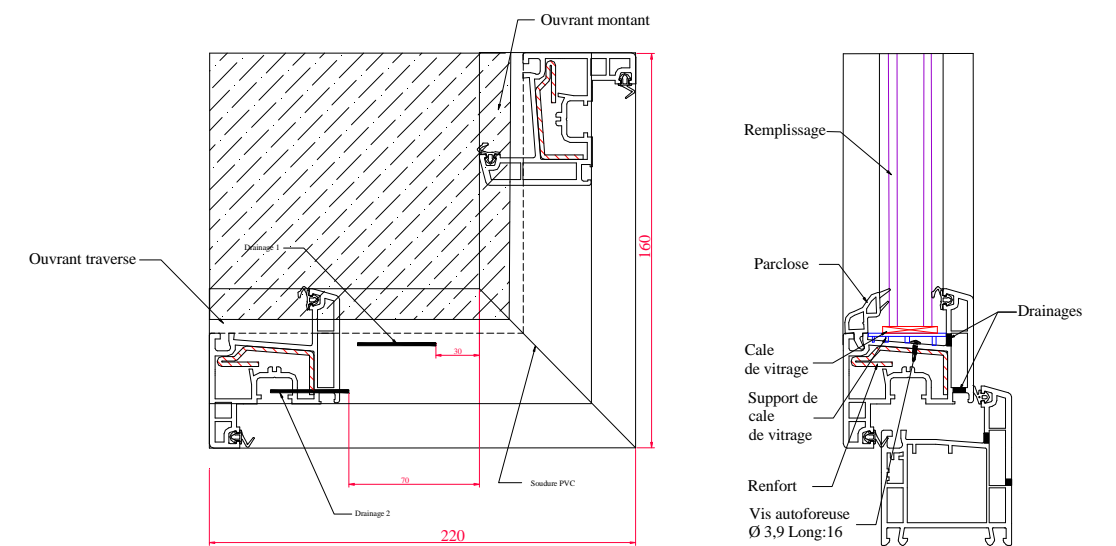 Ouvrant montant
160
Ouvrant traverse
Drainage 1
30
70
Soudure PVC
Drainage 2
220
Remplissage
Parclose
Drainages
Cale
de vitrage
Support de
cale
de vitrage
Renfort
Vis autoforeuse
Ø 3,9 Long:16